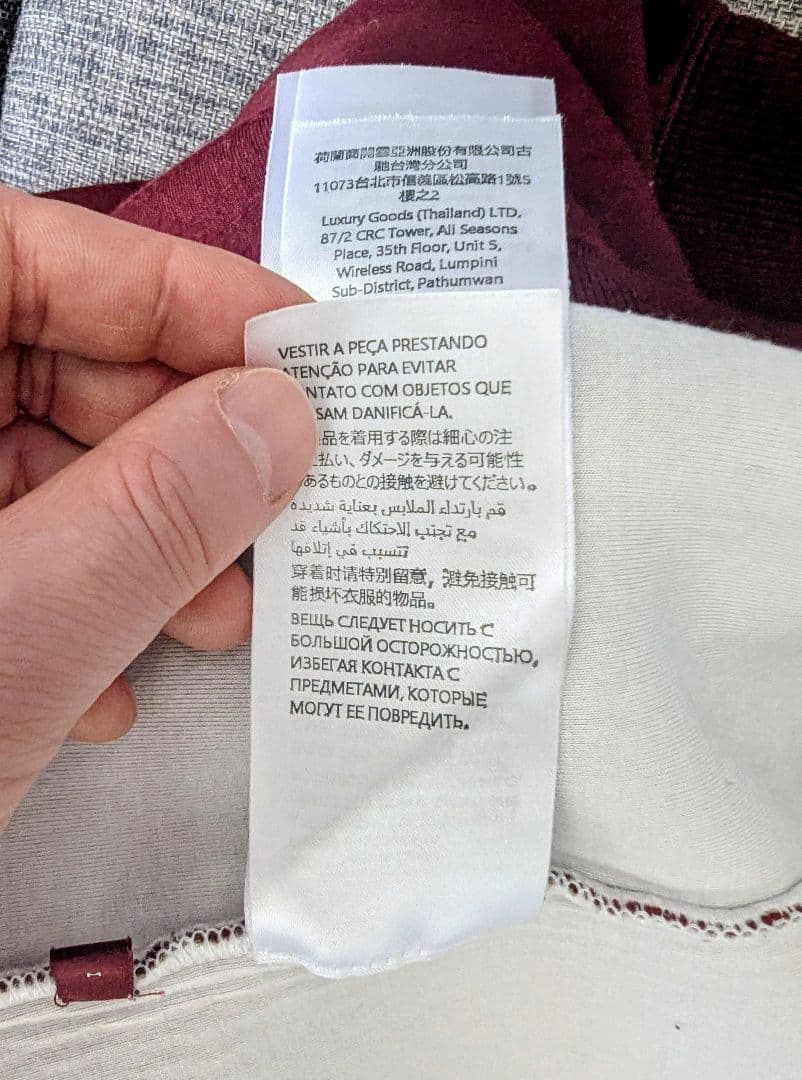 荷蘭商開雲亞洲股份有限公司古
馳台灣分公司
11073台北市信義區松高路1號5
樓之2
Luxury Goods (Thailand) LTD.
87/2 CRC Tower, All Seasons
Place, 35th Floor, Unit 5,
Wireless Road, Lumpini
Sub-District, Pathumwan
VESTIR A PEÇA PRESTANDO
ATENÇÃO PARA EVITAR
NTATO COM OBJETOS QUE
SAM DANIFICÁ-LA.
品を着用する際は細心の注
払い、ダメージを与える可能性
あるものとの接触を避けてください。
قم بارتداء الملابس بعناية شديدة
مع تجنب الاحتكاك بأشياء قد
تتسبب في إتلافها
穿着时请特别留意，避免接触可
能损坏衣服的物品。
ВЕЩЬ СЛЕДУЕТ НОСИТЬ С
БОЛЬШОЙ ОСТОРОЖНОСТЬЮ,
ИЗБЕГАЯ КОНТАКТА С
ПРЕДМЕТАМИ, КОТОРЫЕ
МОГУТ ЕЕ ПОВРЕДИТЬ.